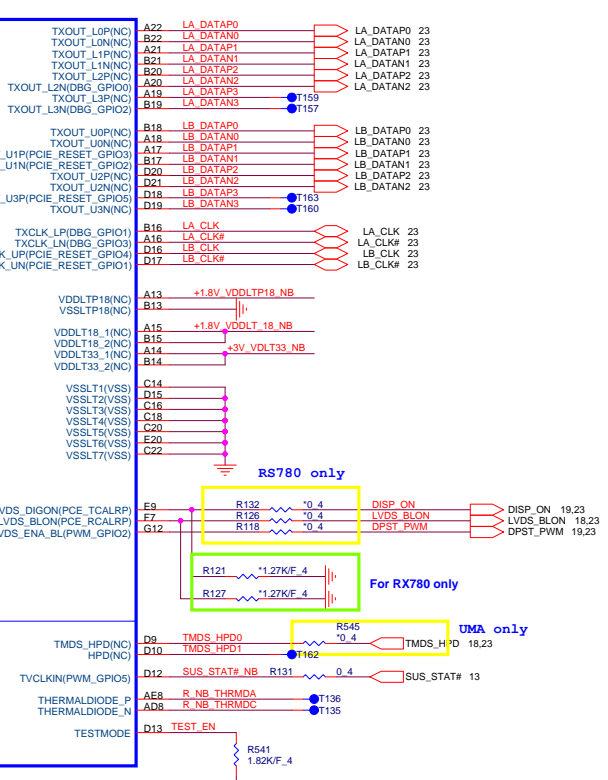 TXOUT_L0P(NC) A22 LA_DATAP0 LA_DATAP0 23
TXOUT_L0N(NC) B22 LA_DATAN0 LA_DATAN0 23
TXOUT_L1P(NC) A21 LA_DATAP1 LA_DATAP1 23
TXOUT_L1N(NC) B21 LA_DATAN1 LA_DATAN1 23
TXOUT_L2P(NC) B20 LA_DATAP2 LA_DATAP2 23
TXOUT_L2N(DBG_GPIO0) A20 LA_DATAN2 LA_DATAN2 23
TXOUT_L3P(NC) A19 LA_DATAP3 T159
TXOUT_L3N(DBG_GPIO2) B19 LA_DATAN3 T157
TXOUT_U0P(NC) B18 LB_DATAP0 LB_DATAP0 23
TXOUT_U0N(NC) A18 LB_DATAN0 LB_DATAN0 23
_U1P(PCIE_RESET_GPIO3) A17 LB_DATAP1 LB_DATAP1 23
_U1N(PCIE_RESET_GPIO2) B17 LB_DATAN1 LB_DATAN1 23
TXOUT_U2P(NC) D20 LB_DATAP2 LB_DATAP2 23
TXOUT_U2N(NC) D21 LB_DATAN2 LB_DATAN2 23
_U3P(PCIE_RESET_GPIO5) D18 LB_DATAP3 T163
TXOUT_U3N(NC) D19 LB_DATAN3 T160
TXCLK_LP(DBG_GPIO1) B16 LA_CLK LA_CLK 23
TXCLK_LN(DBG_GPIO3) A16 LA_CLK# LA_CLK# 23
K_UP(PCIE_RESET_GPIO4) D16 LB_CLK LB_CLK 23
K_UN(PCIE_RESET_GPIO1) D17 LB_CLK# LB_CLK# 23
VDDLTP18(NC) A13 +1.8V_VDDLTP18_NB
VSSLTP18(NC) B13
VDDLT18_1(NC) A15 +1.8V_VDDLT_18_NB
VDDLT18_2(NC) B15
VDDLT33_1(NC) A14 +3V_VDLT33_NB
VDDLT33_2(NC) B14
VSSLT1(VSS) C14
VSSLT2(VSS) D15
VSSLT3(VSS) C16
VSSLT4(VSS) C18
VSSLT5(VSS) C20
VSSLT6(VSS) E20
VSSLT7(VSS) C22
RS780 only
VDS_DIGON(PCE_TCALRP) E9 R132 *0_4 DISP_ON DISP_ON 19,23
LVDS_BLON(PCE_RCALRP) F7 R126 *0_4 LVDS_BLON LVDS_BLON 18,23
VDS_ENA_BL(PWM_GPIO2) G12 R118 *0_4 DPST_PWM DPST_PWM 19,23
R121 *1.27K/F_4
For RX780 only
R127 *1.27K/F_4
R545 UMA only
TMDS_HPD(NC) D9 TMDS_HPD0 *0_4 TMDS_HPD 18,23
HPD(NC) D10 TMDS_HPD1 T162
TVCLKIN(PWM_GPIO5) D12 SUS_STAT#_NB R131 0_4 SUS_STAT# 13
THERMALDIODE_P AE8 R_NB_THRMDA T136
THERMALDIODE_N AD8 R_NB_THRMDC T135
TESTMODE D13 TEST_EN
R541
1.82K/F_4